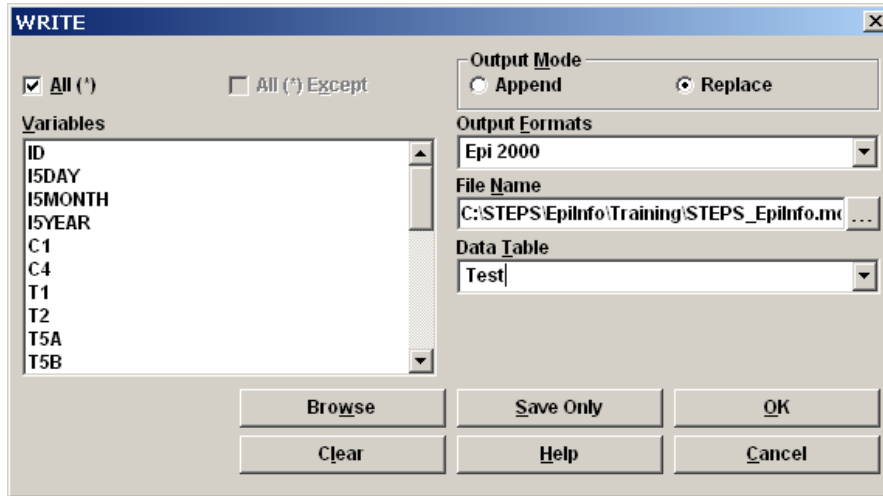 WRITE
All (*)
All (*) Except
Output Mode
Append
Replace
Variables
ID
I5DAY
I5MONTH
I5YEAR
C1
C4
T1
T2
T5A
T5B
Output Formats
Epi 2000
File Name
C:\STEPS\EpiInfo\Training\STEPS_EpiInfo.md
...
Data Table
Test
Browse
Save Only
OK
Clear
Help
Cancel